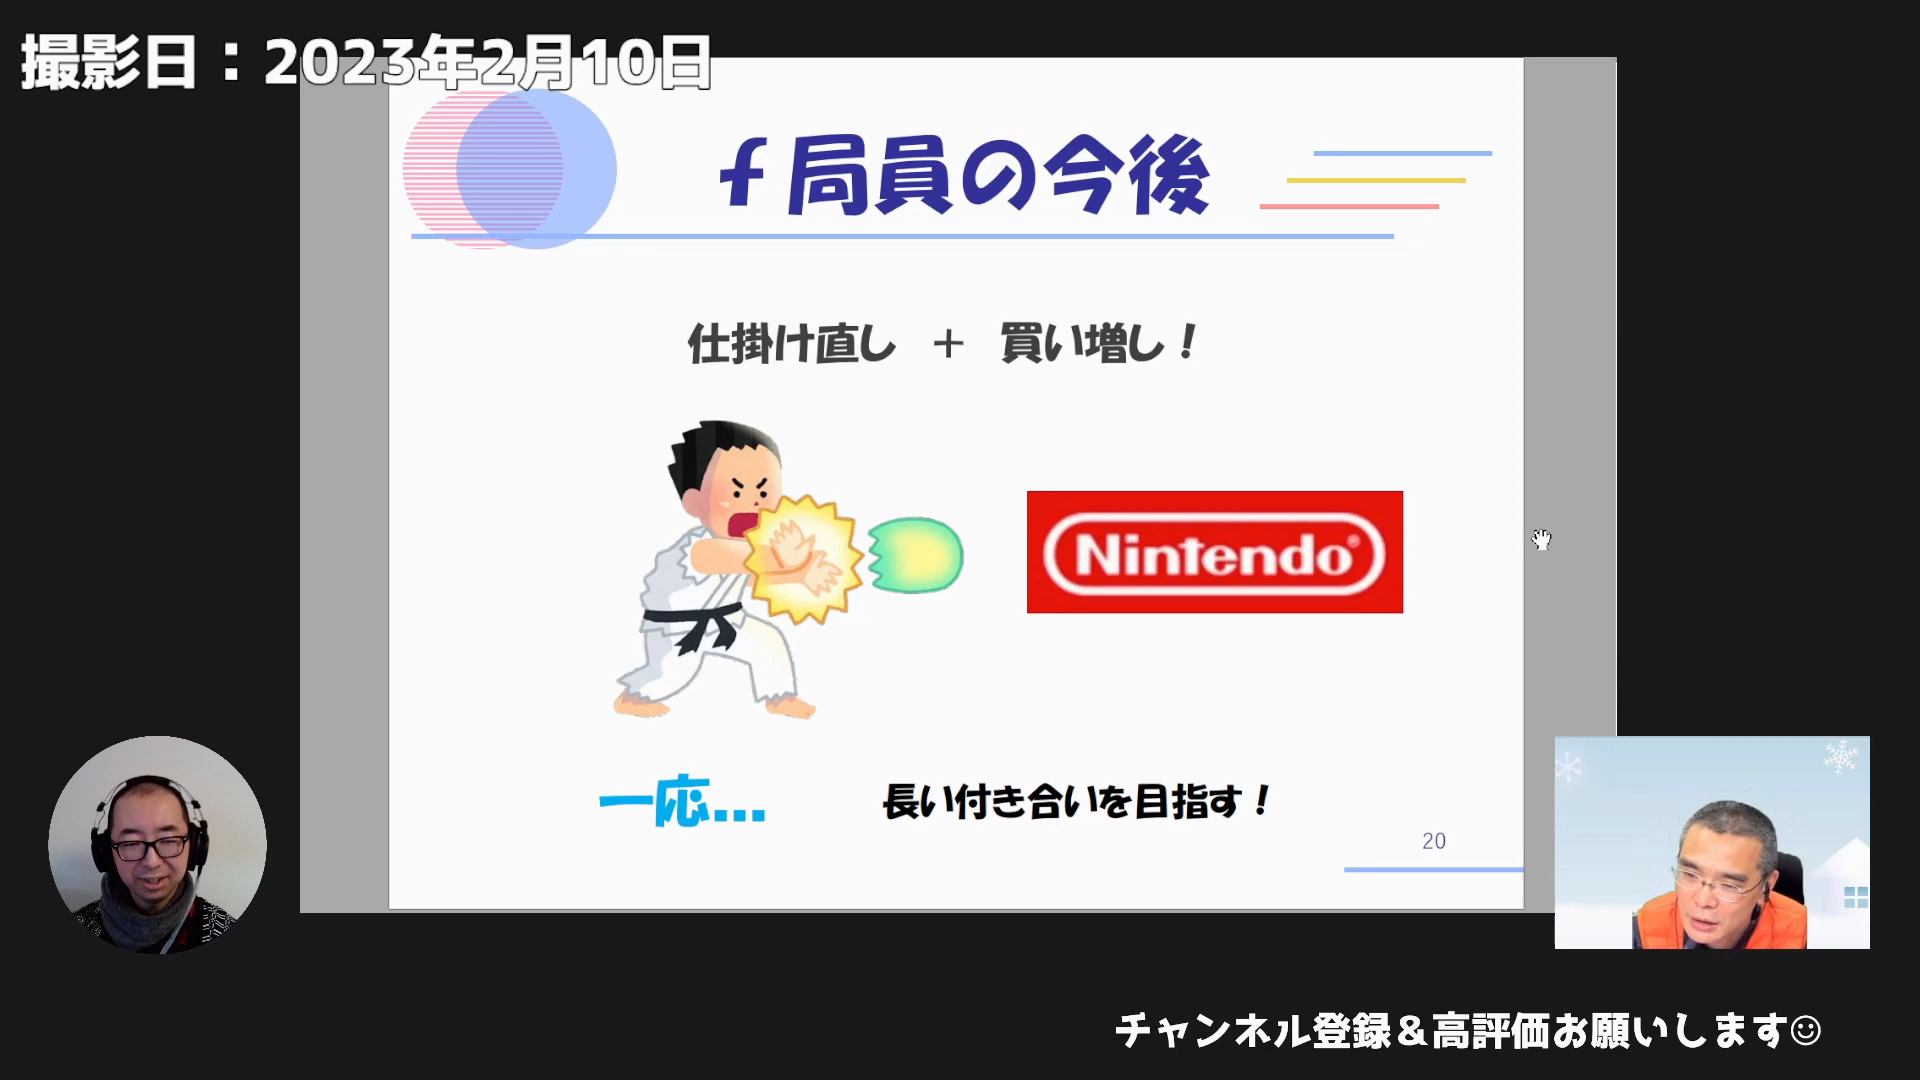 撮影日：2023年2月10日
f局員の今後
仕掛け直し ＋ 買い増し！
Nintendo®
一応… 長い付き合いを目指す！
20
チャンネル登録＆高評価お願いします☺